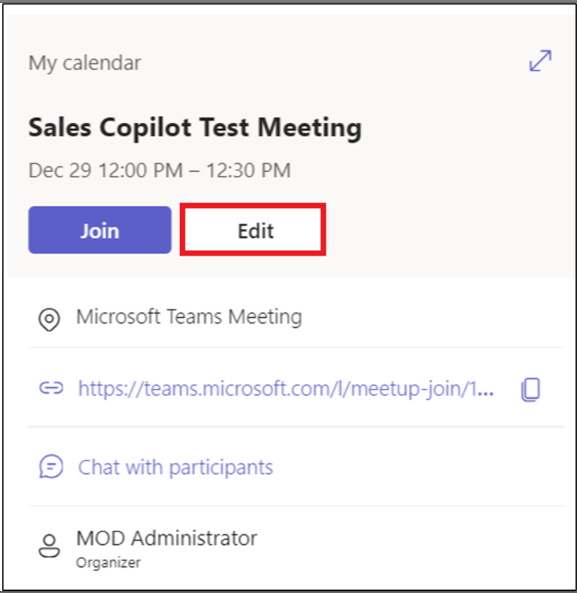 My calendar
Sales Copilot Test Meeting
Dec 29 12:00 PM – 12:30 PM
Join Edit
Microsoft Teams Meeting
https://teams.microsoft.com/l/meetup-join/1...
Chat with participants
MOD Administrator
Organizer